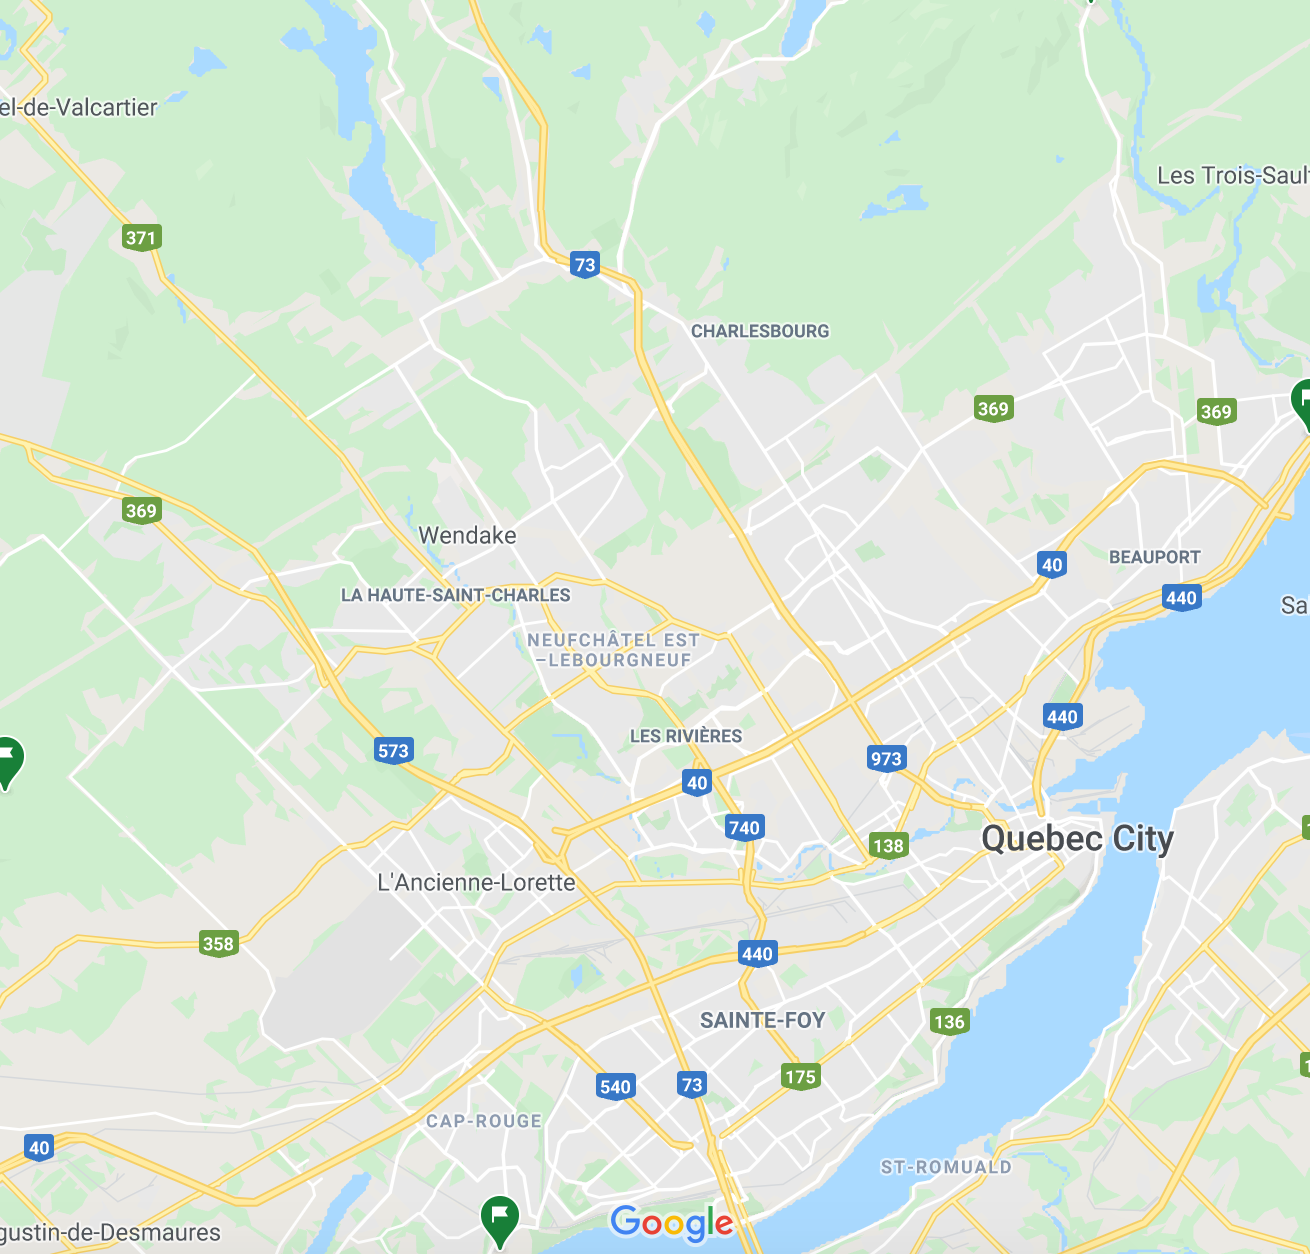 el-de-Valcartier
Les Trois-Saul
371
73
CHARLESBOURG
369
369
369
Wendake
BEAUPORT
40
LA HAUTE-SAINT-CHARLES
440
Sa
NEUFCHÂTEL EST
–LEBOURGNEUF
440
LES RIVIÈRES
573
973
40
740
138
Quebec City
L'Ancienne-Lorette
358
440
SAINTE-FOY
136
175
540
73
CAP-ROUGE
40
ST-ROMUALD
Google
gustin-de-Desmaures